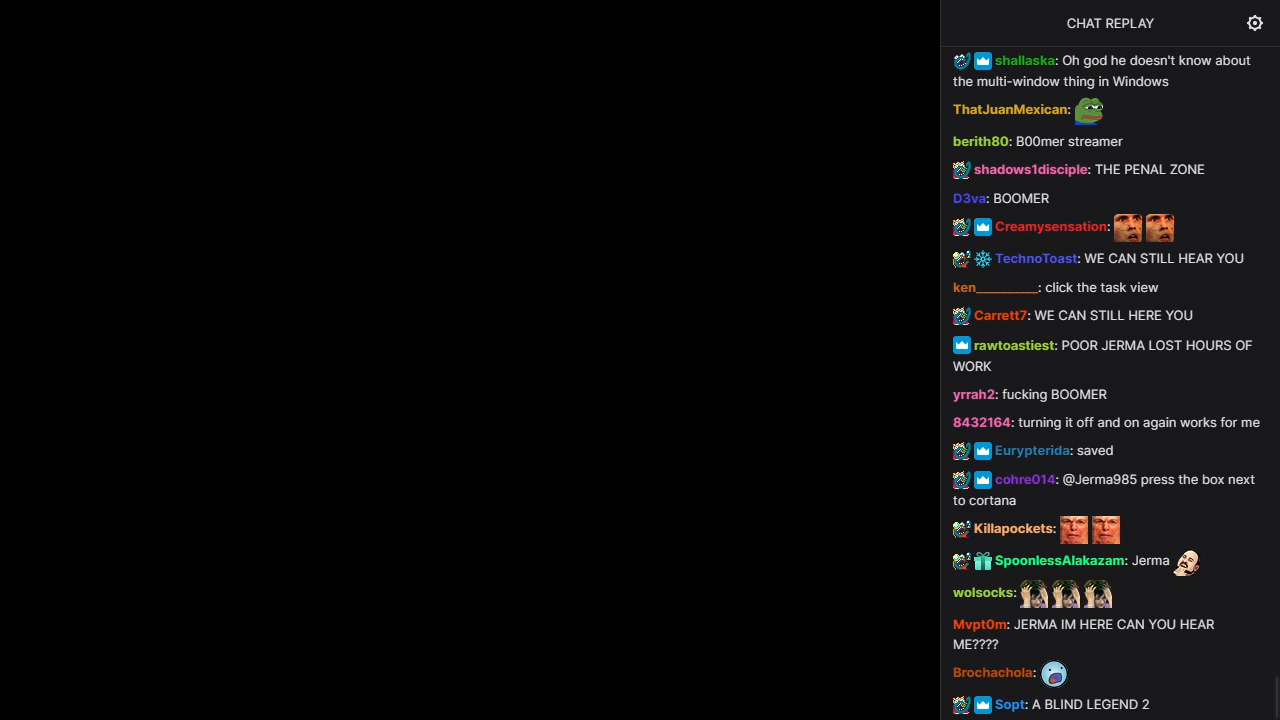 CHAT REPLAY
shallaska: Oh god he doesn't know about
the multi-window thing in Windows
ThatJuanMexican:
berith80: B00mer streamer
shadows1disciple: THE PENAL ZONE
D3va: BOOMER
Creamysensation:
TechnoToast: WE CAN STILL HEAR YOU
ken__________: click the task view
Carrett7: WE CAN STILL HERE YOU
rawtoastiest: POOR JERMA LOST HOURS OF
WORK
yrrah2: fucking BOOMER
8432164: turning it off and on again works for me
Eurypterida: saved
cohre014: @Jerma985 press the box next
to cortana
Killapockets:
SpoonlessAlakazam: Jerma
wolsocks:
Mvpt0m: JERMA IM HERE CAN YOU HEAR
ME????
Brochachola:
Sopt: A BLIND LEGEND 2